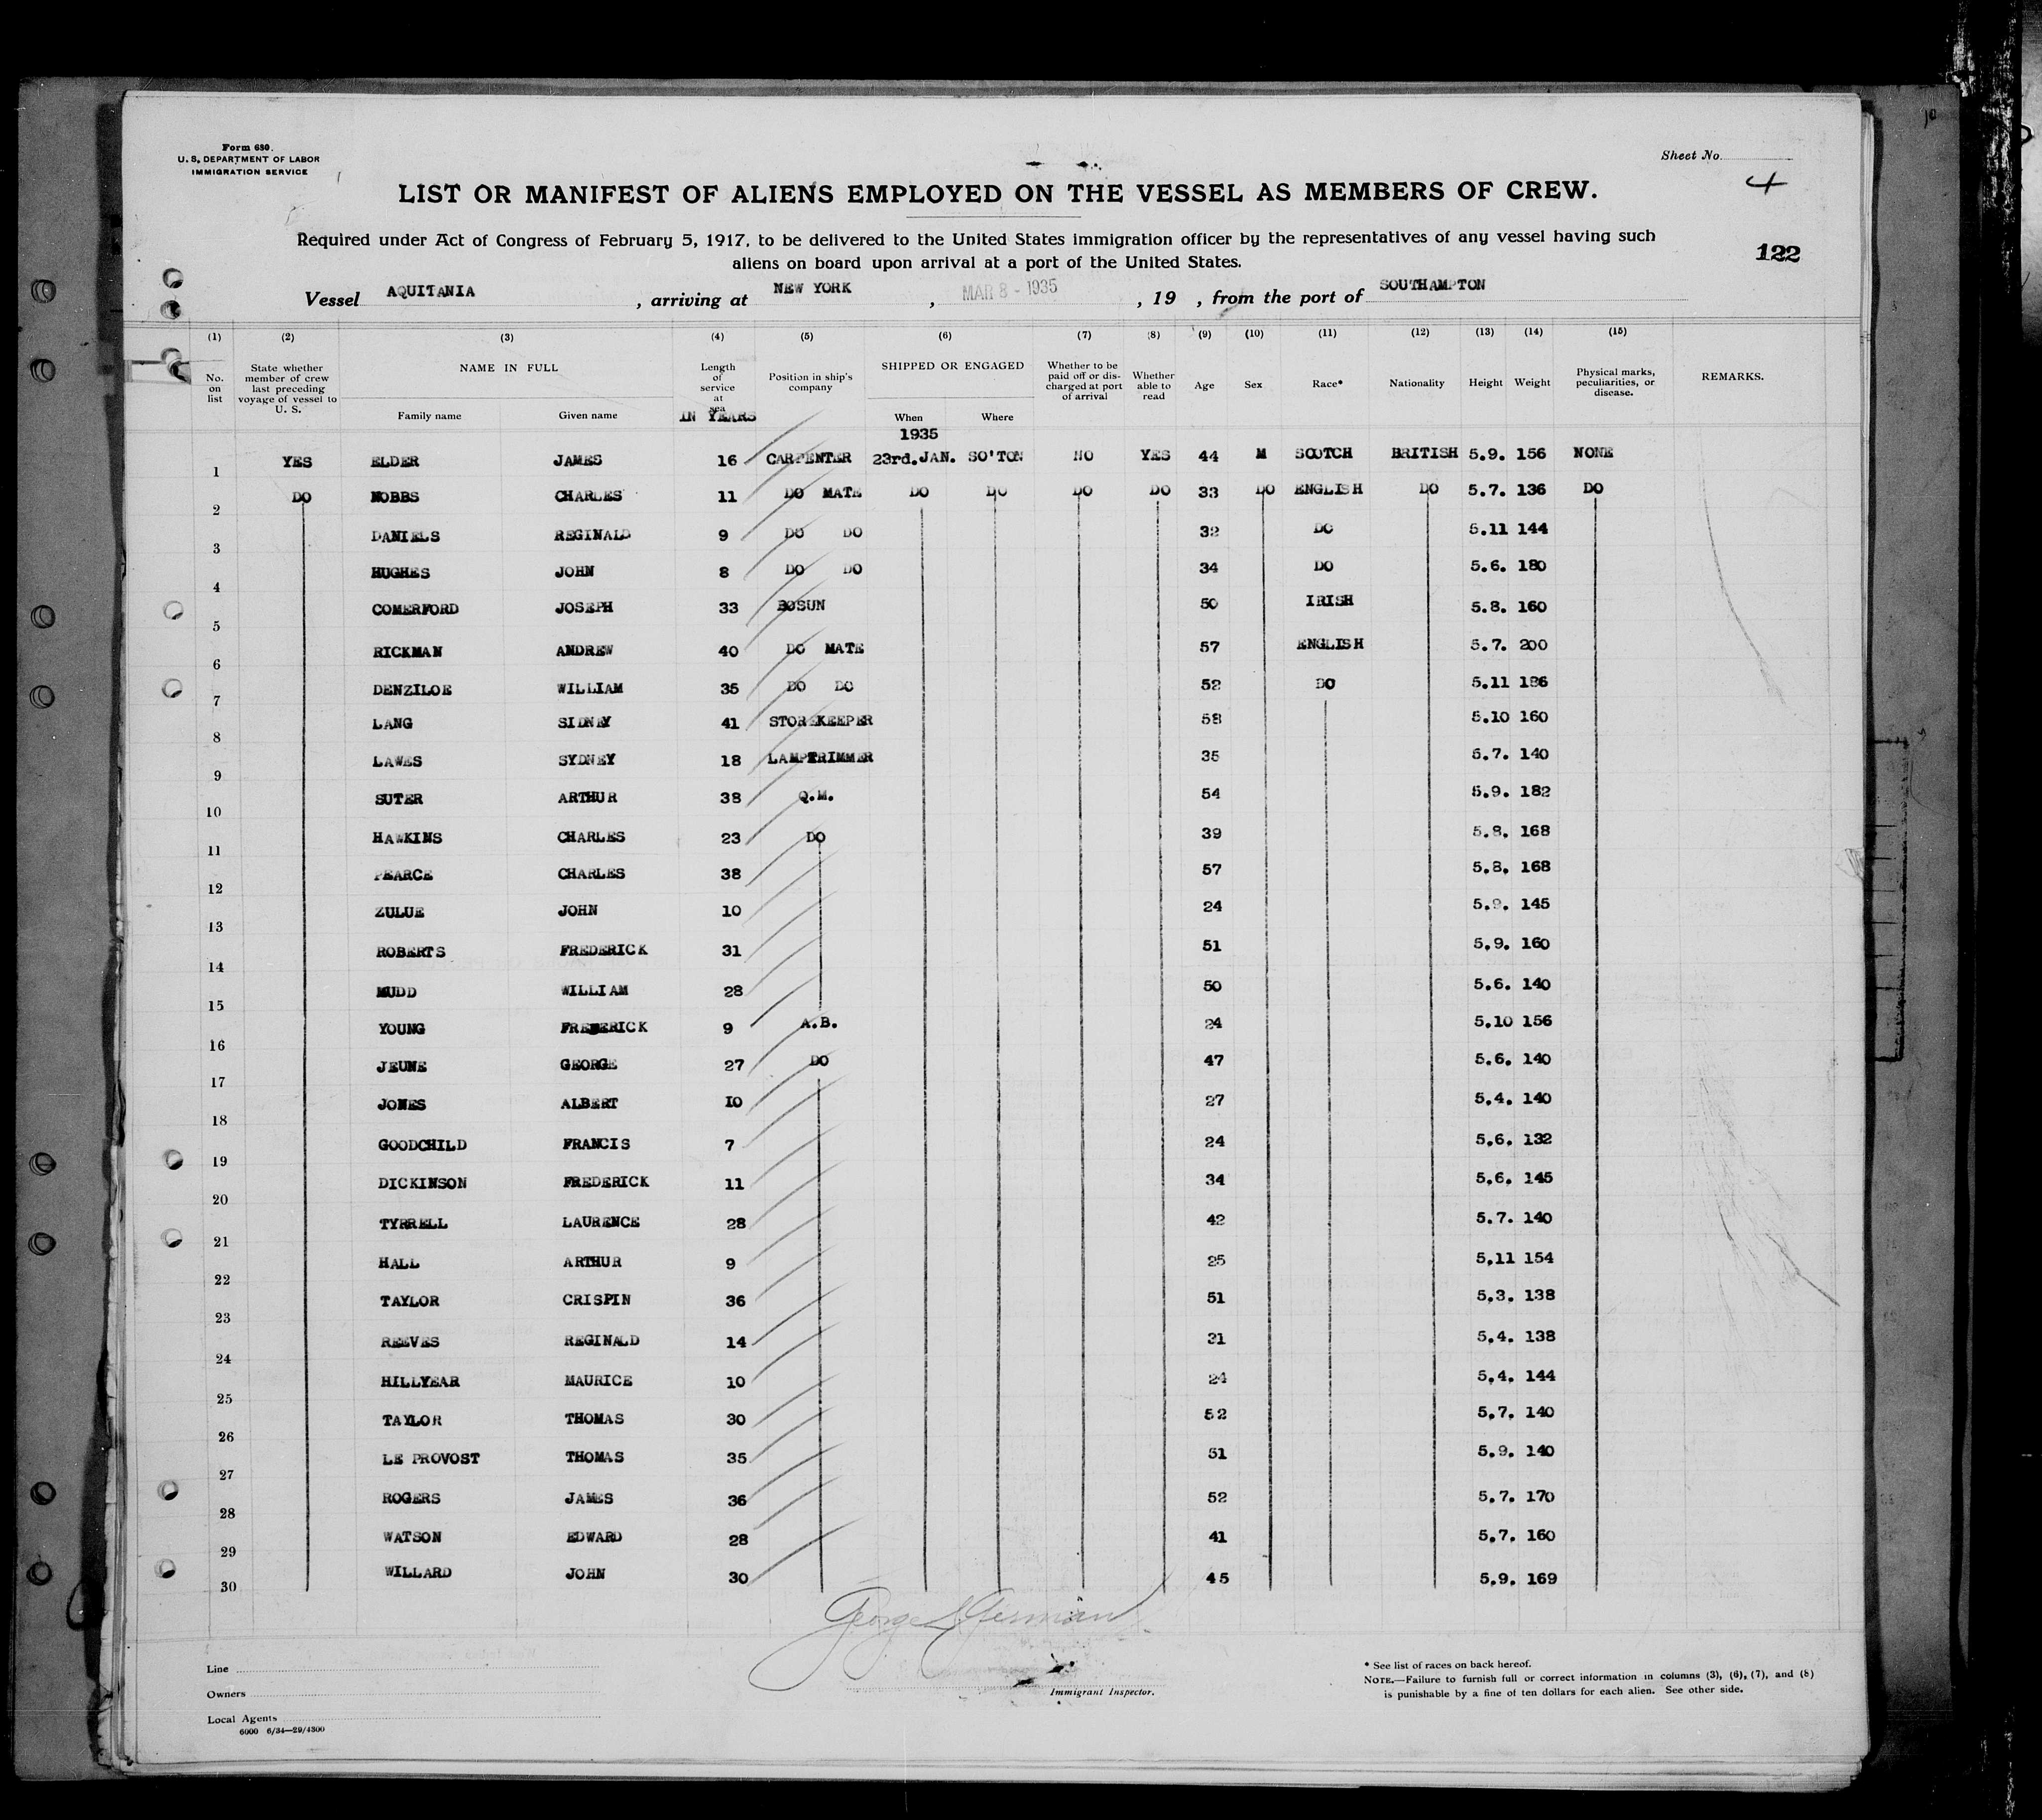 Form 680.
U. S. DEPARTMENT OF LABOR
IMMIGRATION SERVICE
Sheet No.
4
LIST OR MANIFEST OF ALIENS EMPLOYED ON THE VESSEL AS MEMBERS OF CREW.
Required under Act of Congress of February 5, 1917, to be delivered to the United States immigration officer by the representatives of any vessel having such
aliens on board upon arrival at a port of the United States.
122
Vessel AQUITANIA , arriving at NEW YORK , MAR 8 - 1935 , 19 , from the port of SOUTHAMPTON
(1) (2) (3) (4) (5) (6) (7) (8) (9) (10) (11) (12) (13) (14) (15)
No. on list State whether member of crew last preceding voyage of vessel to U. S. NAME IN FULL Length of service at sea Position in ship's company SHIPPED OR ENGAGED Whether to be paid off or discharged at port of arrival Whether able to read Age Sex Race* Nationality Height Weight Physical marks, peculiarities, or disease. REMARKS.
Family name Given name IN YEARS When Where
1935
1 YES ELDER JAMES 16 CARPENTER 23rd.JAN. SO'TON NO YES 44 M SCOTCH BRITISH 5.9. 156 NONE
2 DO NOBBS CHARLES 11 DO MATE DO DO DO DO 33 DO ENGLISH DO 5.7. 136 DO
3 DANIELS REGINALD 9 DO DO 32 DO 5.11 144
4 HUGHES JOHN 8 DO DO 34 DO 5.6. 180
5 COMERFORD JOSEPH 33 BOSUN 50 IRISH 5.8. 160
6 RICKMAN ANDREW 40 DO MATE 57 ENGLISH 5.7. 200
7 DENZILOE WILLIAM 35 DO DO 52 DO 5.11 186
8 LANG SIDNEY 41 STOREKEEPER 58 5.10 160
9 LAWES SYDNEY 18 LAMPTRIMMER 35 5.7. 140
10 SUTER ARTHUR 38 Q.M. 54 5.9. 182
11 HAWKINS CHARLES 23 DO 39 5.8. 168
12 PEARCE CHARLES 38 57 5.8. 168
13 ZULUE JOHN 10 24 5.9. 145
14 ROBERTS FREDERICK 31 51 5.9. 160
15 MUDD WILLIAM 28 50 5.6. 140
16 YOUNG FREDERICK 9 A.B. 24 5.10 156
17 JEUNE GEORGE 27 DO 47 5.6. 140
18 JONES ALBERT 10 27 5.4. 140
19 GOODCHILD FRANCIS 7 24 5.6. 132
20 DICKINSON FREDERICK 11 34 5.6. 145
21 TYRRELL LAURENCE 28 42 5.7. 140
22 HALL ARTHUR 9 25 5.11 154
23 TAYLOR CRISPIN 36 51 5.3. 138
24 REEVES REGINALD 14 31 5.4. 138
25 HILLYEAR MAURICE 10 24 5.4. 144
26 TAYLOR THOMAS 30 52 5.7. 140
27 LE PROVOST THOMAS 35 51 5.9. 140
28 ROGERS JAMES 36 52 5.7. 170
29 WATSON EDWARD 28 41 5.7. 160
30 WILLARD JOHN 30 45 5.9. 169
George
Line
Owners
Local Agents
6000 6/34—29/4300
Immigrant Inspector.
* See list of races on back hereof.
NOTE.—Failure to furnish full or correct information in columns (3), (6), (7), and (8)
is punishable by a fine of ten dollars for each alien. See other side.